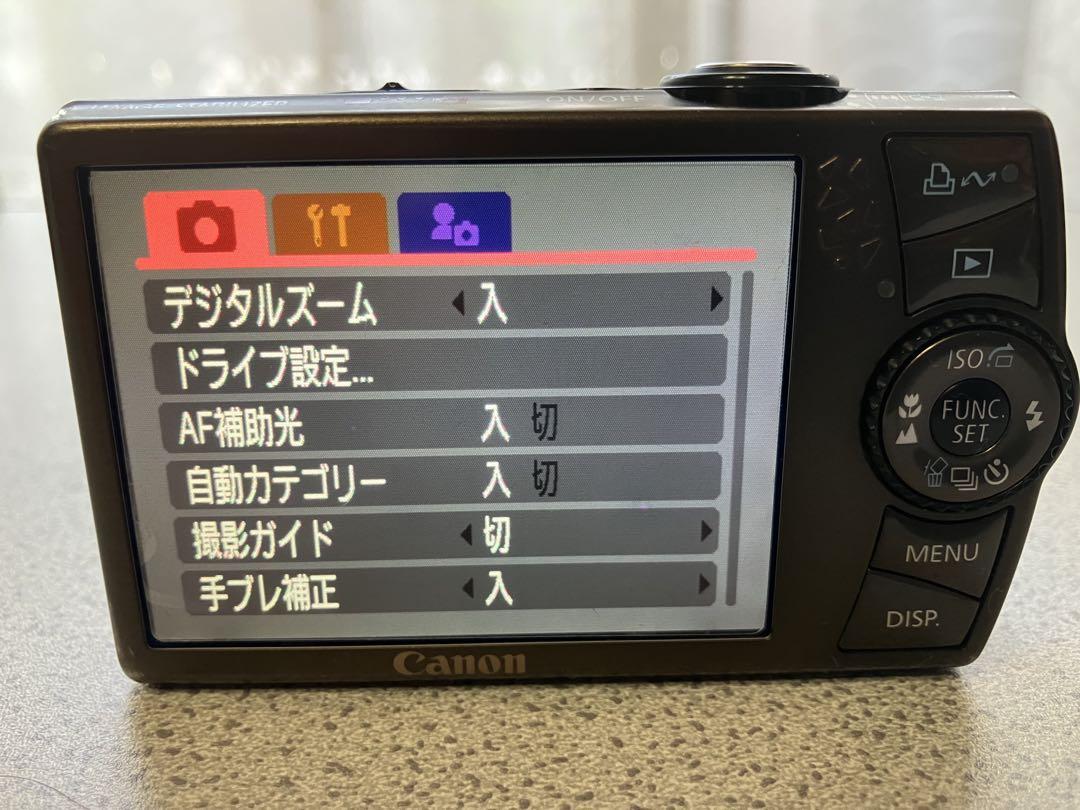 IMAGE STABILIZER
ON/OFF
デジタルズーム 入
ドライブ設定...
AF補助光 入 切
自動カテゴリー 入 切
撮影ガイド 切
手ブレ補正 入
ISO
FUNC.
SET
MENU
DISP.
Canon